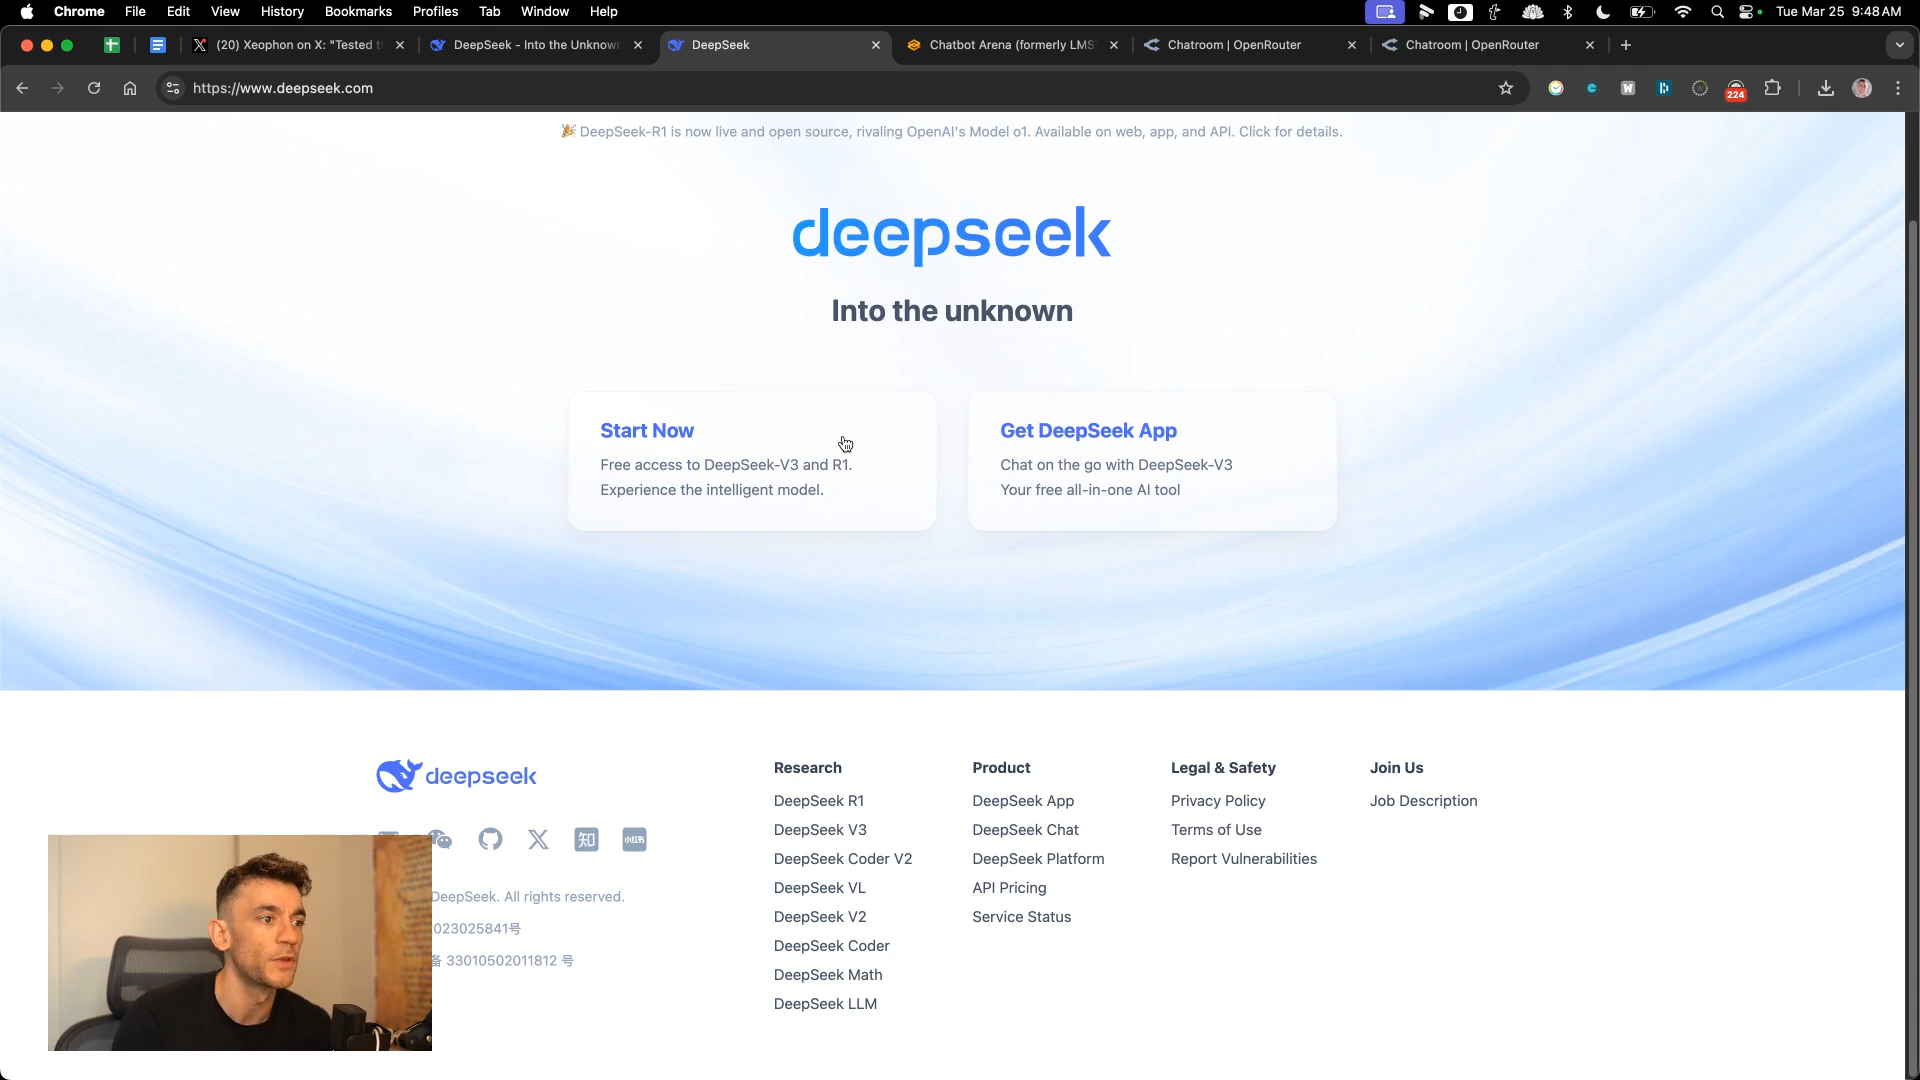 Chrome File Edit View History Bookmarks Profiles Tab Window Help
Tue Mar 25 9:48 AM
(20) Xeophon on X: "Tested t
DeepSeek - Into the Unknown
DeepSeek
Chatbot Arena (formerly LMS
Chatroom | OpenRouter
Chatroom | OpenRouter
https://www.deepseek.com
224
🎉 DeepSeek-R1 is now live and open source, rivaling OpenAI's Model o1. Available on web, app, and API. Click for details.
deepseek
Into the unknown
Start Now
Free access to DeepSeek-V3 and R1.
Experience the intelligent model.
Get DeepSeek App
Chat on the go with DeepSeek-V3
Your free all-in-one AI tool
deepseek
知
小红书
DeepSeek. All rights reserved.
023025841号
备 33010502011812 号
Research
DeepSeek R1
DeepSeek V3
DeepSeek Coder V2
DeepSeek VL
DeepSeek V2
DeepSeek Coder
DeepSeek Math
DeepSeek LLM
Product
DeepSeek App
DeepSeek Chat
DeepSeek Platform
API Pricing
Service Status
Legal & Safety
Privacy Policy
Terms of Use
Report Vulnerabilities
Join Us
Job Description